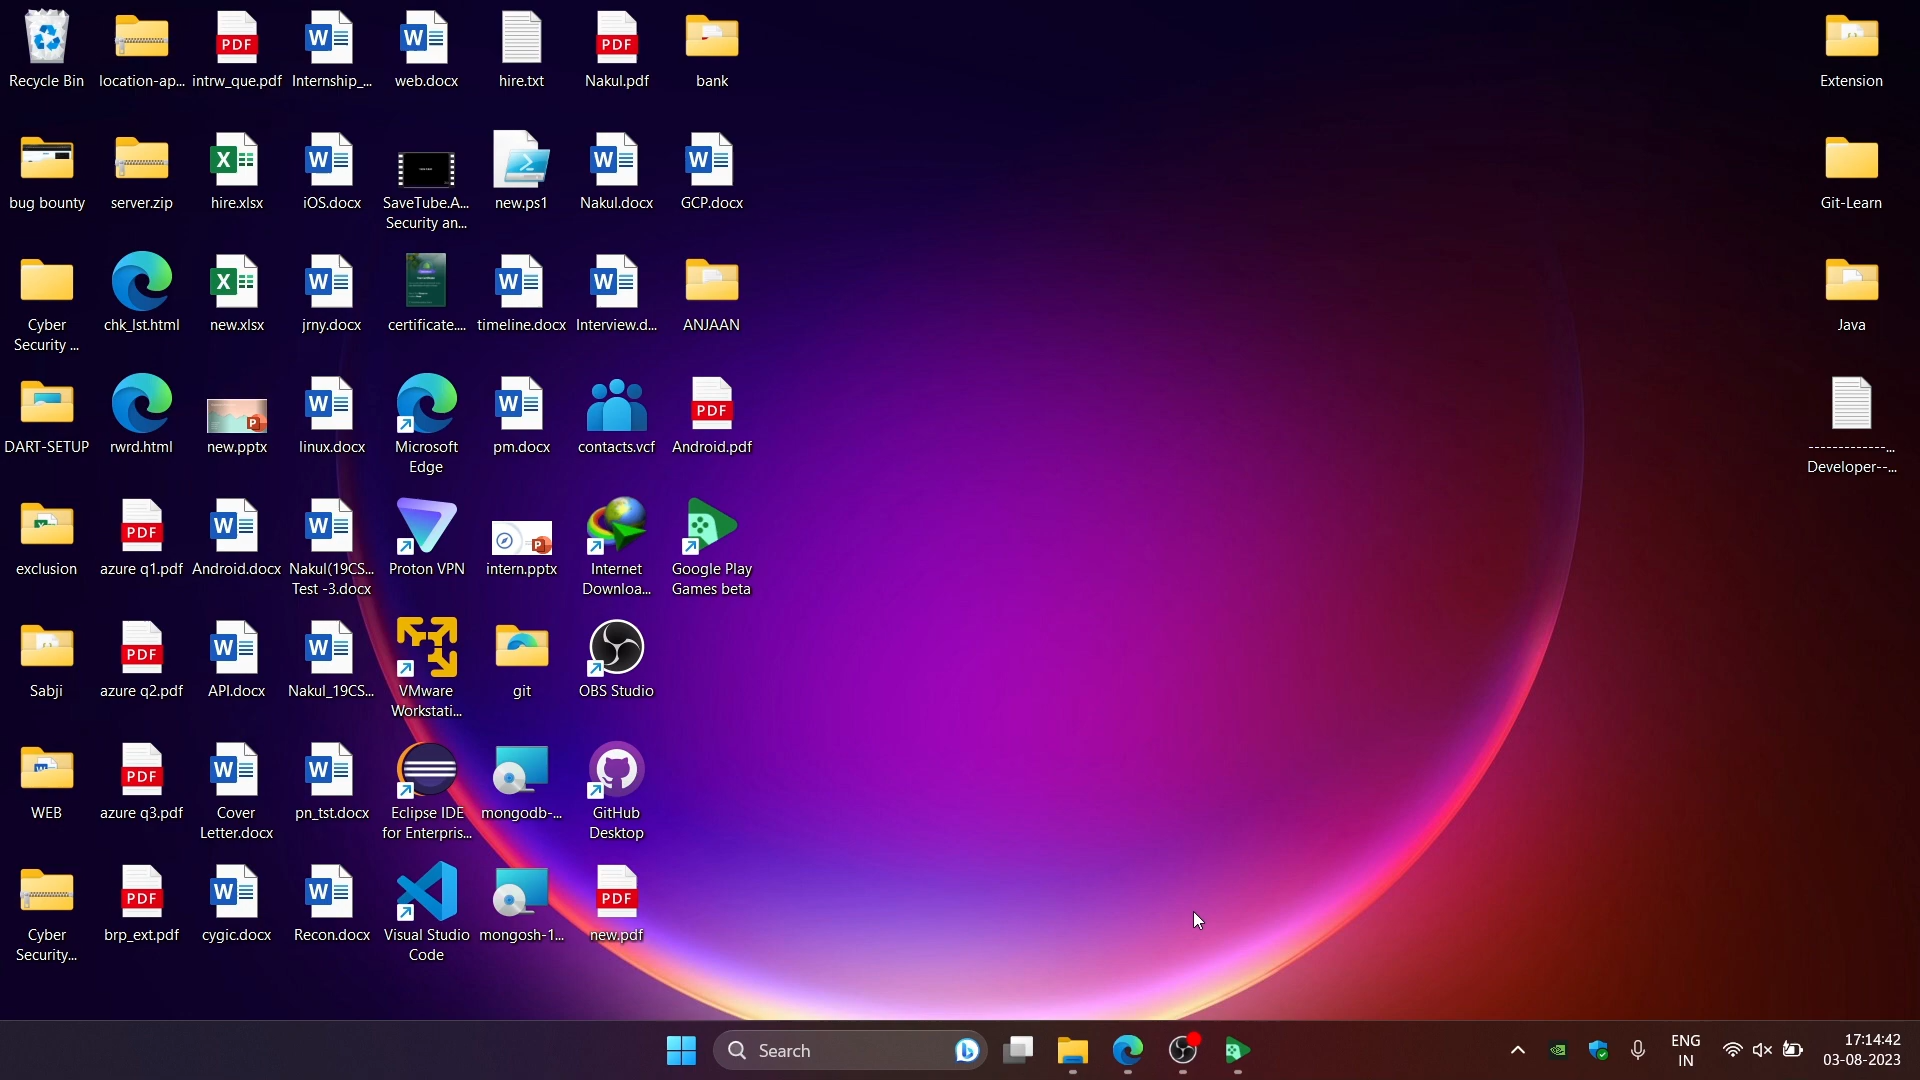 Recycle Bin
location-ap...
intrw_que.pdf
Internship_...
web.docx
hire.txt
Nakul.pdf
bank
Extension
bug bounty
server.zip
hire.xlsx
iOS.docx
SaveTube.A...
Security an...
new.ps1
Nakul.docx
GCP.docx
Git-Learn
Cyber
Security ...
chk_lst.html
new.xlsx
jrny.docx
certificate....
timeline.docx
Interview.d...
ANJAAN
Java
DART-SETUP
rwrd.html
new.pptx
linux.docx
Microsoft
Edge
pm.docx
contacts.vcf
Android.pdf
-------------...
Developer--...
exclusion
azure q1.pdf
Android.docx
Nakul(19CS...
Test -3.docx
Proton VPN
intern.pptx
Internet
Downloa...
Google Play
Games beta
Sabji
azure q2.pdf
API.docx
Nakul_19CS...
VMware
Workstati...
git
OBS Studio
WEB
azure q3.pdf
Cover
Letter.docx
pn_tst.docx
Eclipse IDE
for Enterpris...
mongodb-...
GitHub
Desktop
Cyber
Security...
brp_ext.pdf
cygic.docx
Recon.docx
Visual Studio
Code
mongosh-1...
new.pdf
Search
ENG
IN
17:14:42
03-08-2023